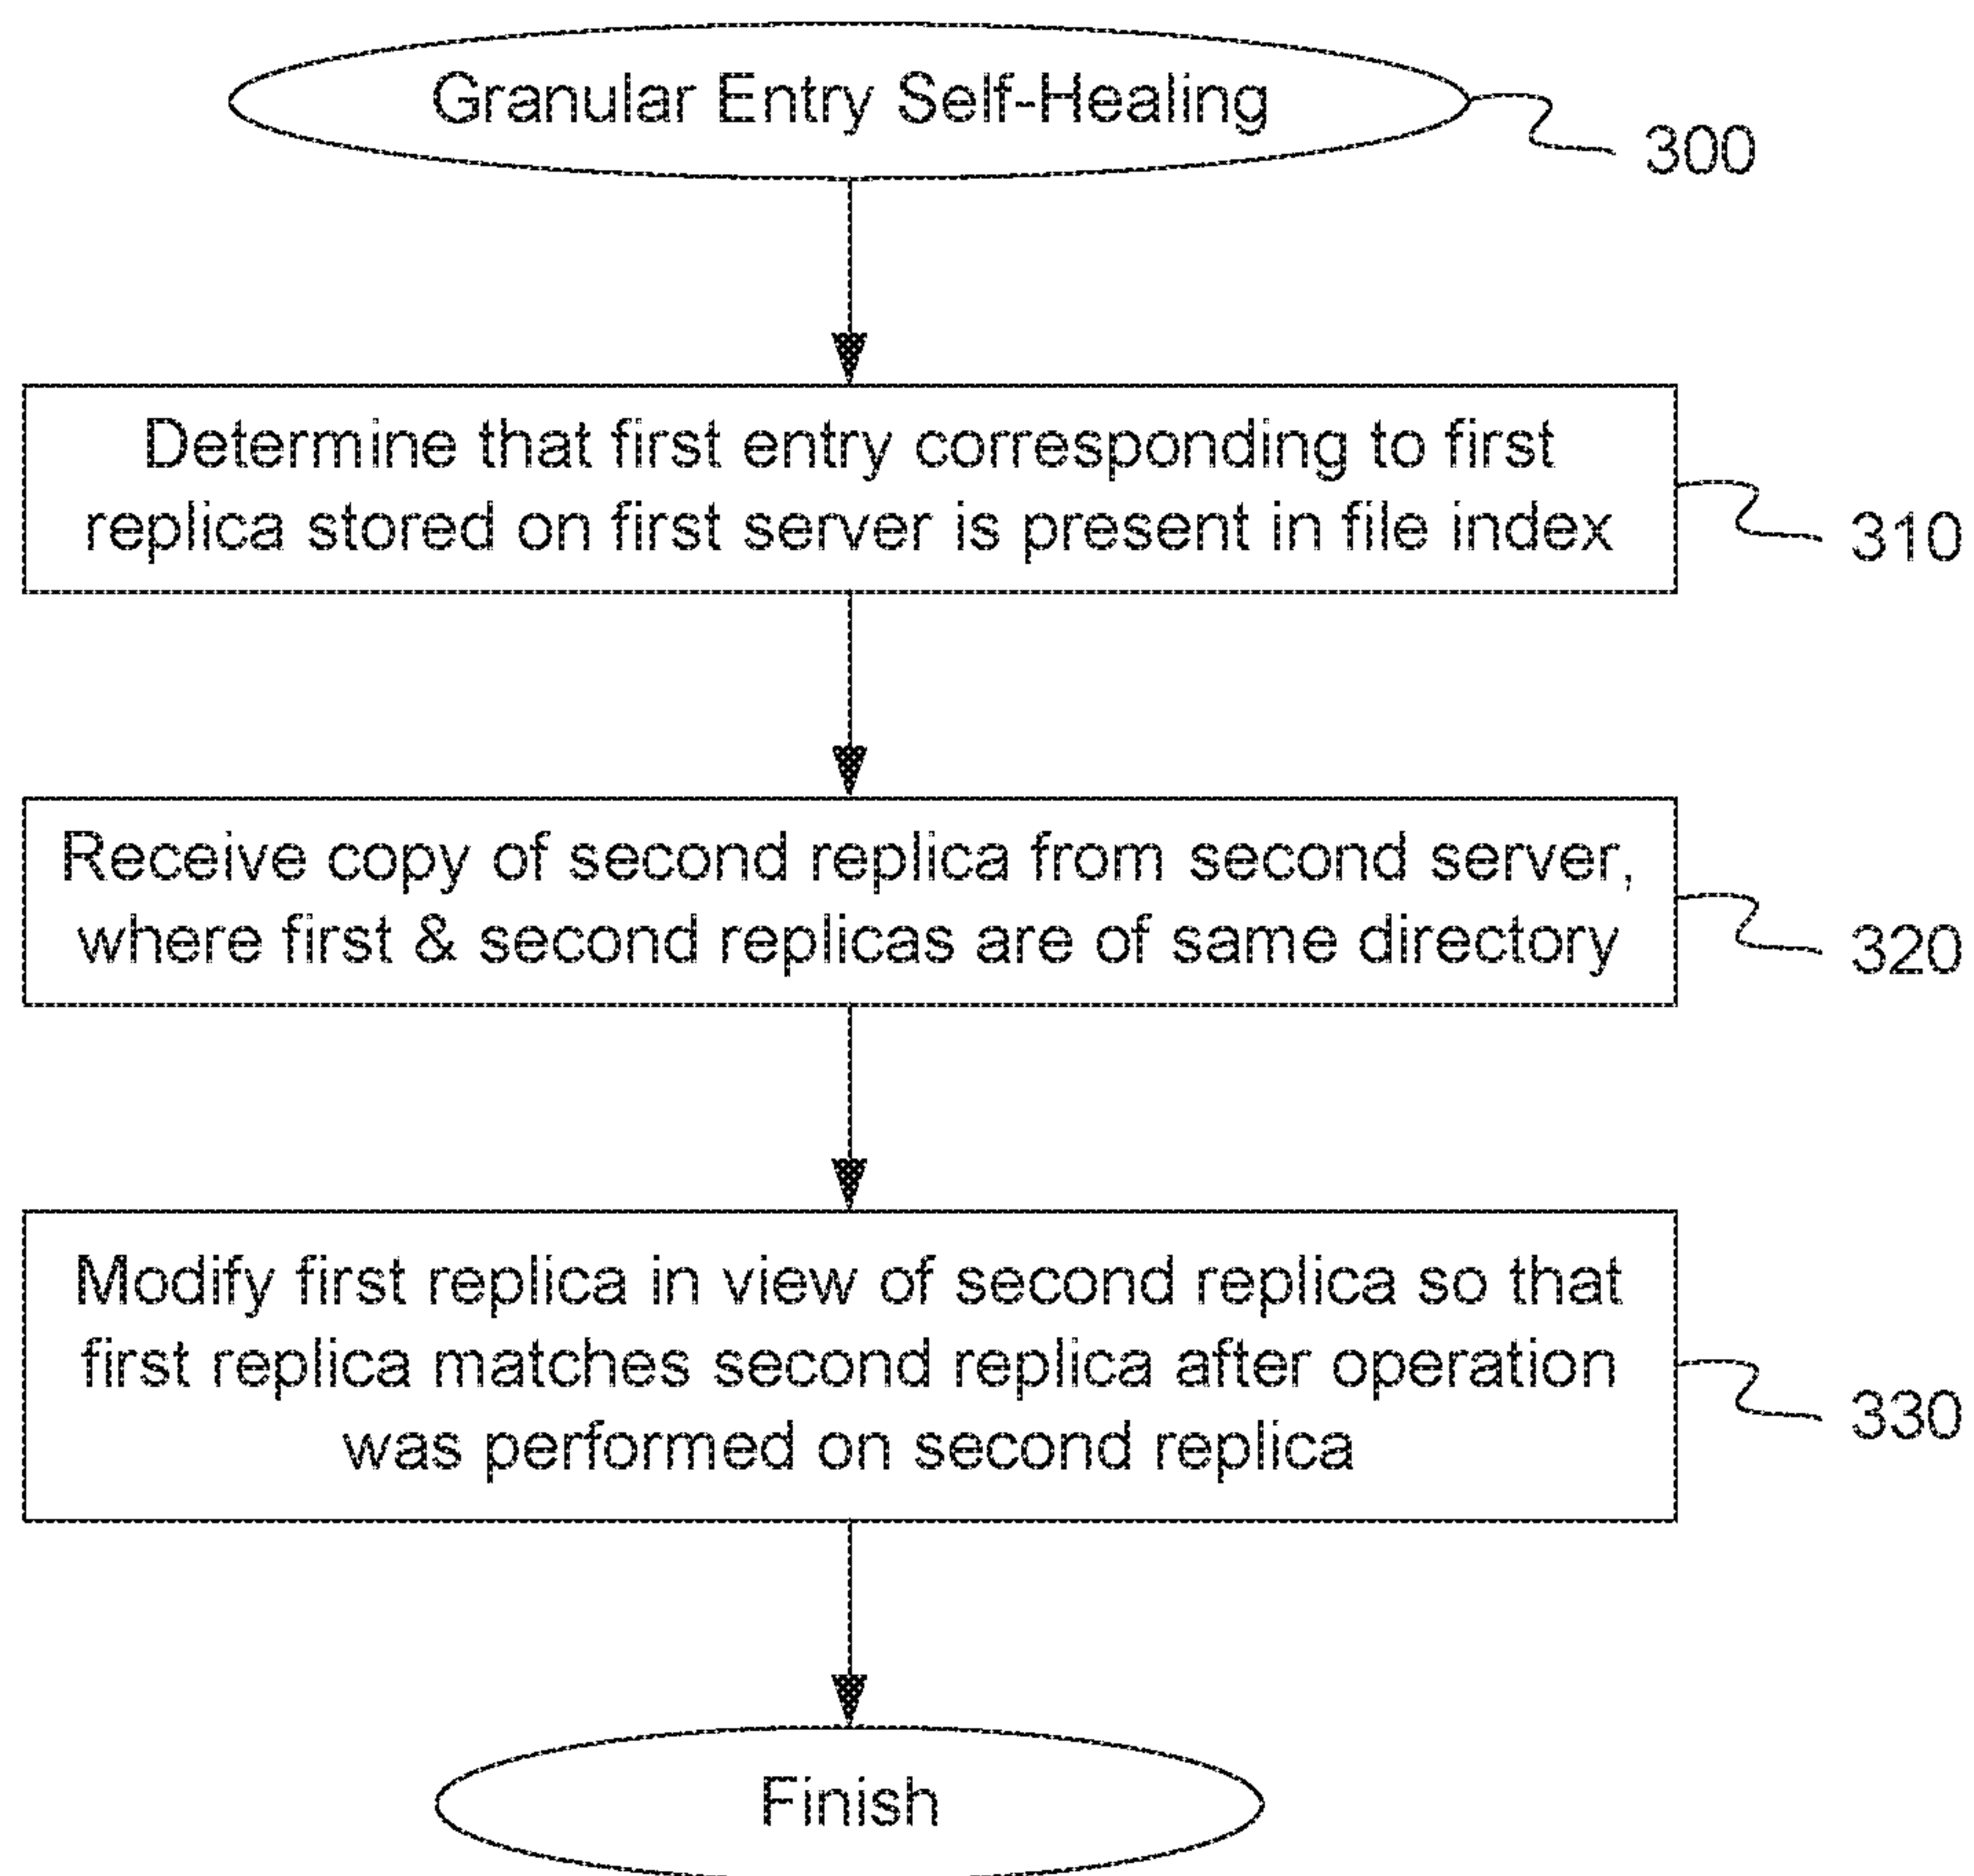 Granular Entry Self-Healing
300
Determine that first entry corresponding to first
replica stored on first server is present in file index
310
Receive copy of second replica from second server,
where first & second replicas are of same directory
320
Modify first replica in view of second replica so that
first replica matches second replica after operation
was performed on second replica
330
Finish